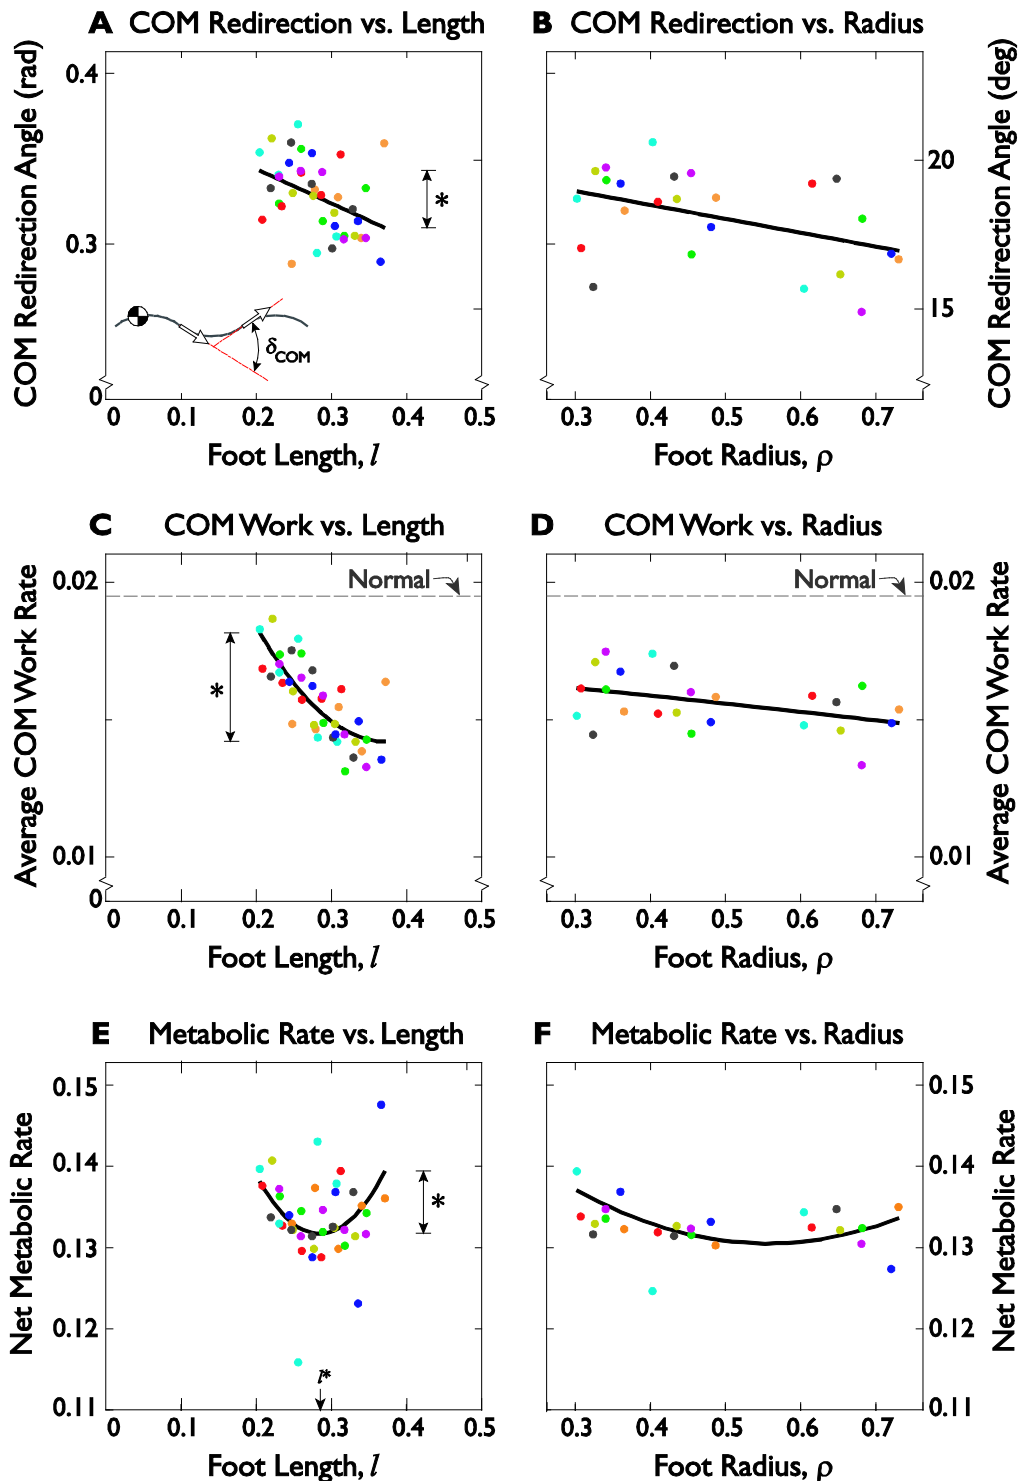 A COM Redirection vs. Length
B COM Redirection vs. Radius
COM Redirection Angle (rad)
0.4
0.3
0
*
δCOM
0 0.1 0.2 0.3 0.4 0.5
Foot Length, l
20
15
COM Redirection Angle (deg)
0.3 0.4 0.5 0.6 0.7
Foot Radius, ρ
C COM Work vs. Length
D COM Work vs. Radius
Average COM Work Rate
0.02
0.01
0
Normal
*
0 0.1 0.2 0.3 0.4 0.5
Foot Length, l
Normal
0.02
0.01
Average COM Work Rate
0.3 0.4 0.5 0.6 0.7
Foot Radius, ρ
E Metabolic Rate vs. Length
F Metabolic Rate vs. Radius
Net Metabolic Rate
0.15
0.14
0.13
0.12
0.11
*
l*
0 0.1 0.2 0.3 0.4 0.5
Foot Length, l
0.15
0.14
0.13
0.12
0.11
Net Metabolic Rate
0.3 0.4 0.5 0.6 0.7
Foot Radius, ρ